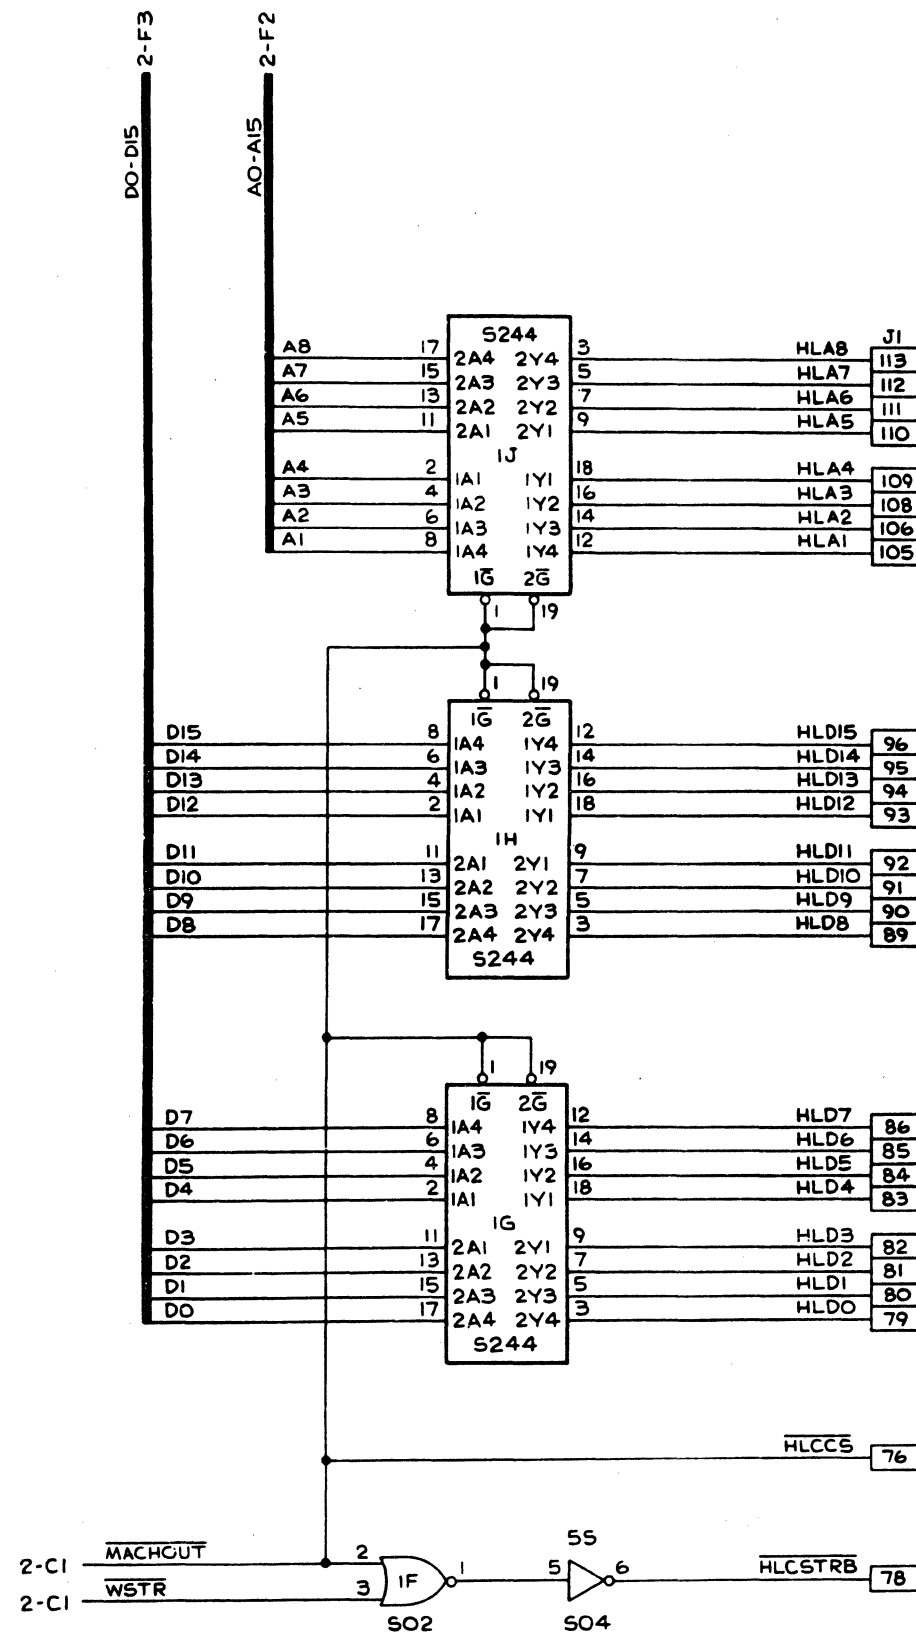 2-F3
2-F2
D0-D15
A0-A15
S244
J1
A8 17 2A4 2Y4 3 HLA8 113
A7 15 2A3 2Y3 5 HLA7 112
A6 13 2A2 2Y2 7 HLA6 111
A5 11 2A1 2Y1 9 HLA5 110
1J
A4 2 1A1 1Y1 18 HLA4 109
A3 4 1A2 1Y2 16 HLA3 108
A2 6 1A3 1Y3 14 HLA2 106
A1 8 1A4 1Y4 12 HLA1 105
1G̅ 2G̅
1 19
1 19
1G̅ 2G̅
D15 8 1A4 1Y4 12 HLD15 96
D14 6 1A3 1Y3 14 HLD14 95
D13 4 1A2 1Y2 16 HLD13 94
D12 2 1A1 1Y1 18 HLD12 93
1H
D11 11 2A1 2Y1 9 HLD11 92
D10 13 2A2 2Y2 7 HLD10 91
D9 15 2A3 2Y3 5 HLD9 90
D8 17 2A4 2Y4 3 HLD8 89
S244
1 19
1G̅ 2G̅
D7 8 1A4 1Y4 12 HLD7 86
D6 6 1A3 1Y3 14 HLD6 85
D5 4 1A2 1Y2 16 HLD5 84
D4 2 1A1 1Y1 18 HLD4 83
1G
D3 11 2A1 2Y1 9 HLD3 82
D2 13 2A2 2Y2 7 HLD2 81
D1 15 2A3 2Y3 5 HLD1 80
D0 17 2A4 2Y4 3 HLD0 79
S244
H̅L̅C̅C̅S̅ 76
5S
2-C1 M̅A̅C̅H̅O̅U̅T̅ 2 1F 1 5 6 H̅L̅C̅S̅T̅R̅B̅ 78
2-C1 W̅S̅T̅R̅ 3
S02 S04